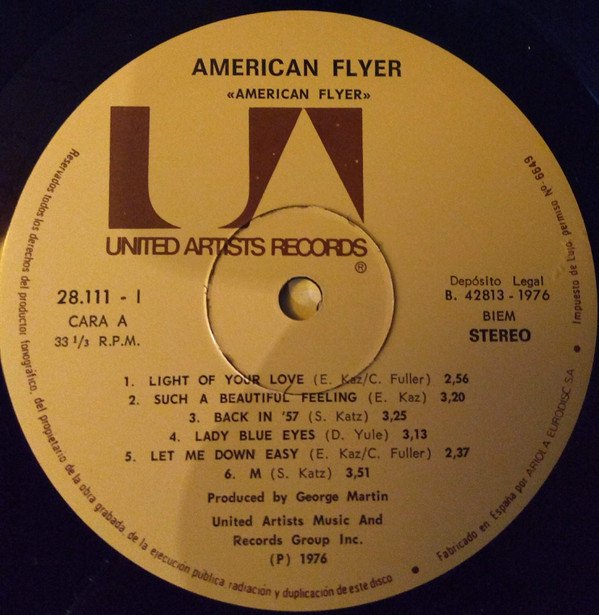 AMERICAN FLYER
«AMERICAN FLYER»
UA
UNITED ARTISTS RECORDS
®
28.111 - I
CARA A
33 1/3 R.P.M.
Depósito Legal
B. 42813 - 1976
BIEM
STEREO
1. LIGHT OF YOUR LOVE (E. Kaz/C. Fuller) 2,56
2. SUCH A BEAUTIFUL FEELING (E. Kaz) 3,20
3. BACK IN '57 (S. Katz) 3,25
4. LADY BLUE EYES (D. Yule) 3,13
5. LET ME DOWN EASY (E. Kaz/C. Fuller) 2,37
6. M (S. Katz) 3,51
Produced by George Martin
United Artists Music And
Records Group Inc.
(P) 1976
Reservados todos los derechos del productor fonográfico, del propietario de la obra grabada, de la ejecución pública, radiación y duplicación de este disco • Fabricado en España por ARIOLA EURODISC S.A. • Impuesto de Lujo, permiso Nº 6649